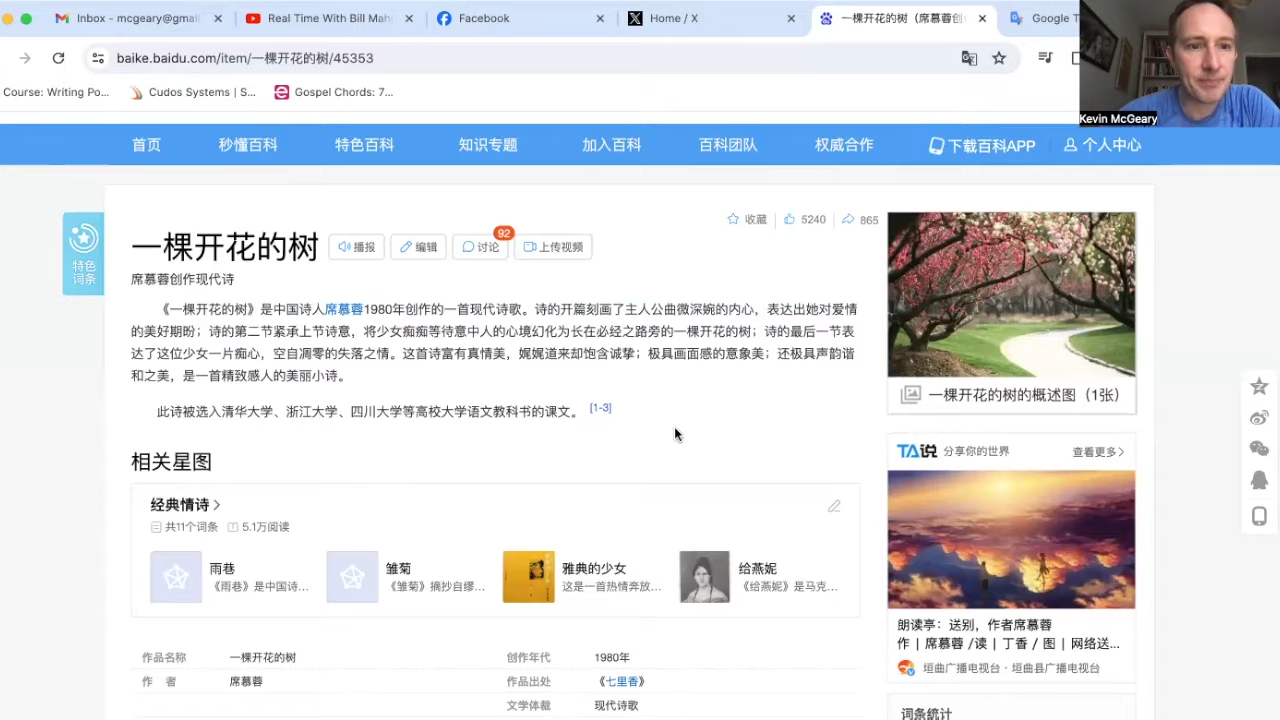 Inbox - mcgeary@gmai
Real Time With Bill Mah
Facebook
Home / X
一棵开花的树（席慕蓉创
Google T
baike.baidu.com/item/一棵开花的树/45353
Course: Writing Po...
Cudos Systems | S...
Gospel Chords: 7...
Kevin McGeary
首页
秒懂百科
特色百科
知识专题
加入百科
百科团队
权威合作
下载百科APP
个人中心
特色
词条
收藏
5240
865
一棵开花的树
播报
编辑
92
讨论
上传视频
席慕蓉创作现代诗
《一棵开花的树》是中国诗人席慕蓉1980年创作的一首现代诗歌。诗的开篇刻画了主人公曲微深婉的内心，表达出她对爱情
的美好期盼；诗的第二节紧承上节诗意，将少女痴痴等待意中人的心境幻化为长在必经之路旁的一棵开花的树；诗的最后一节表
达了这位少女一片痴心，空自凋零的失落之情。这首诗富有真情美，娓娓道来却饱含诚挚；极具画面感的意象美；还极具声韵谐
和之美，是一首精致感人的美丽小诗。
此诗被选入清华大学、浙江大学、四川大学等高校大学语文教科书的课文。 [1-3]
一棵开花的树的概述图（1张）
TA说 分享你的世界
查看更多
相关星图
经典情诗
共11个词条
5.1万阅读
雨巷
《雨巷》是中国诗...
雏菊
《雏菊》摘抄自缪...
雅典的少女
这是一首热情奔放...
给燕妮
《给燕妮》是马克...
朗读亭：送别，作者席慕蓉
作 | 席慕蓉 /读 | 丁香 / 图 | 网络送...
垣曲广播电视台 · 垣曲县广播电视台
作品名称 一棵开花的树
创作年代 1980年
作 者 席慕蓉
作品出处 《七里香》
文学体裁 现代诗歌
词条统计